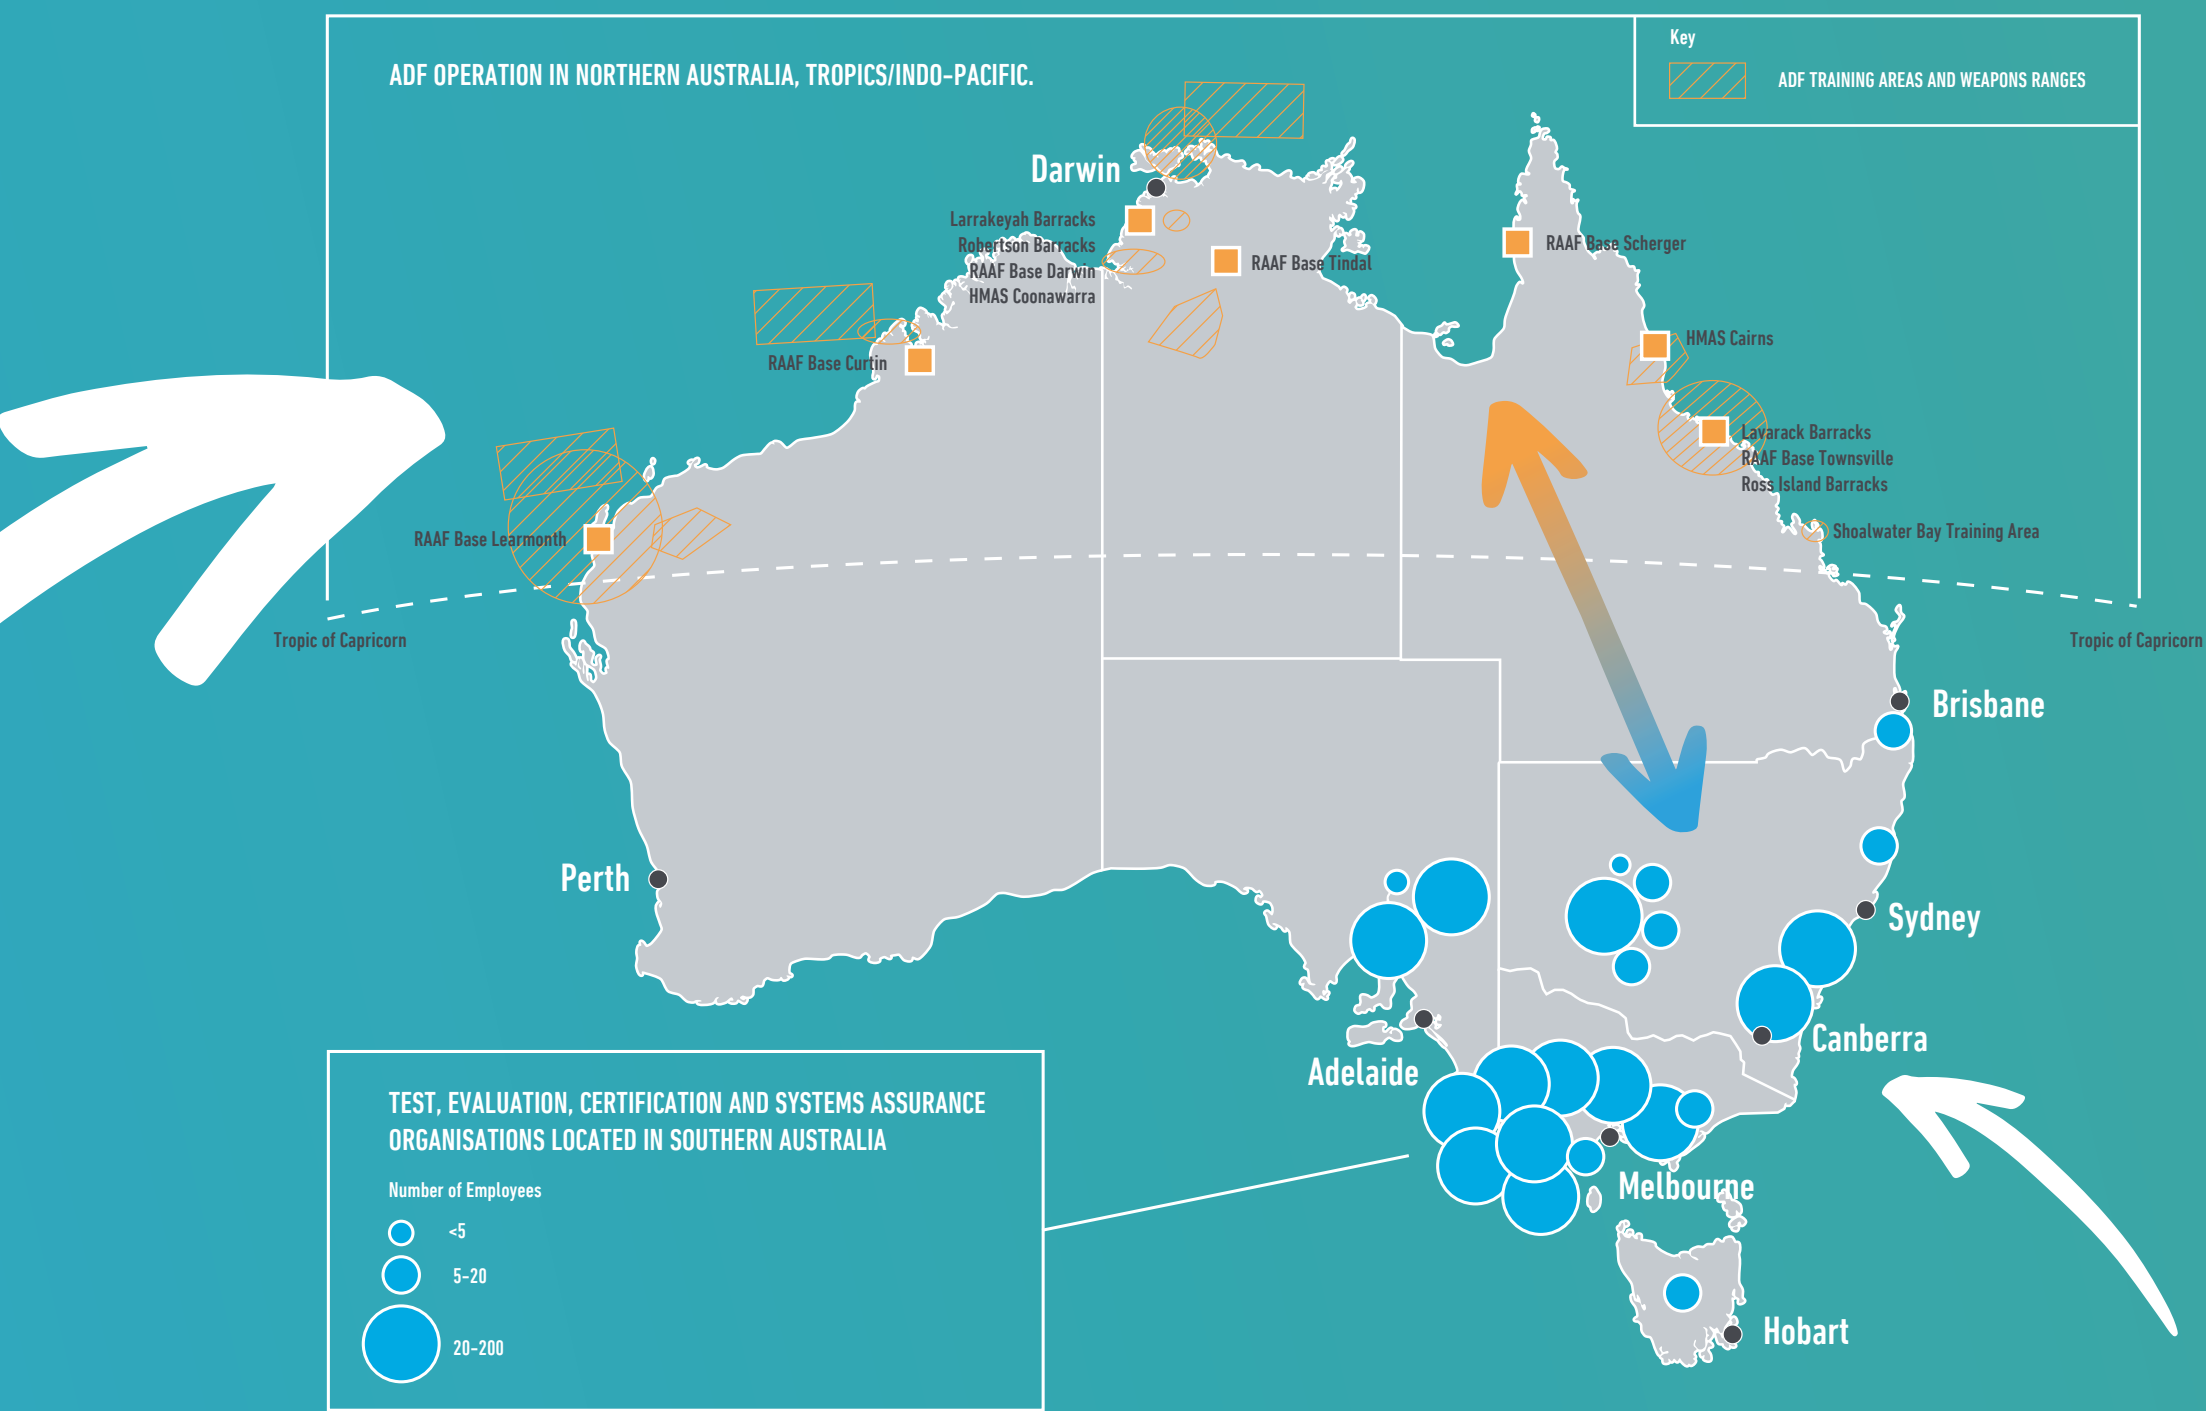 ADF OPERATION IN NORTHERN AUSTRALIA, TROPICS/INDO-PACIFIC.
Key
ADF TRAINING AREAS AND WEAPONS RANGES
Darwin
Larrakeyah Barracks
Robertson Barracks
RAAF Base Darwin
HMAS Coonawarra
RAAF Base Tindal
RAAF Base Scherger
RAAF Base Curtin
HMAS Cairns
Lavarack Barracks
RAAF Base Townsville
Ross Island Barracks
RAAF Base Learmonth
Shoalwater Bay Training Area
Tropic of Capricorn
Tropic of Capricorn
Brisbane
Perth
Sydney
Canberra
Adelaide
Melbourne
Hobart
TEST, EVALUATION, CERTIFICATION AND SYSTEMS ASSURANCE
ORGANISATIONS LOCATED IN SOUTHERN AUSTRALIA
Number of Employees
<5
5-20
20-200